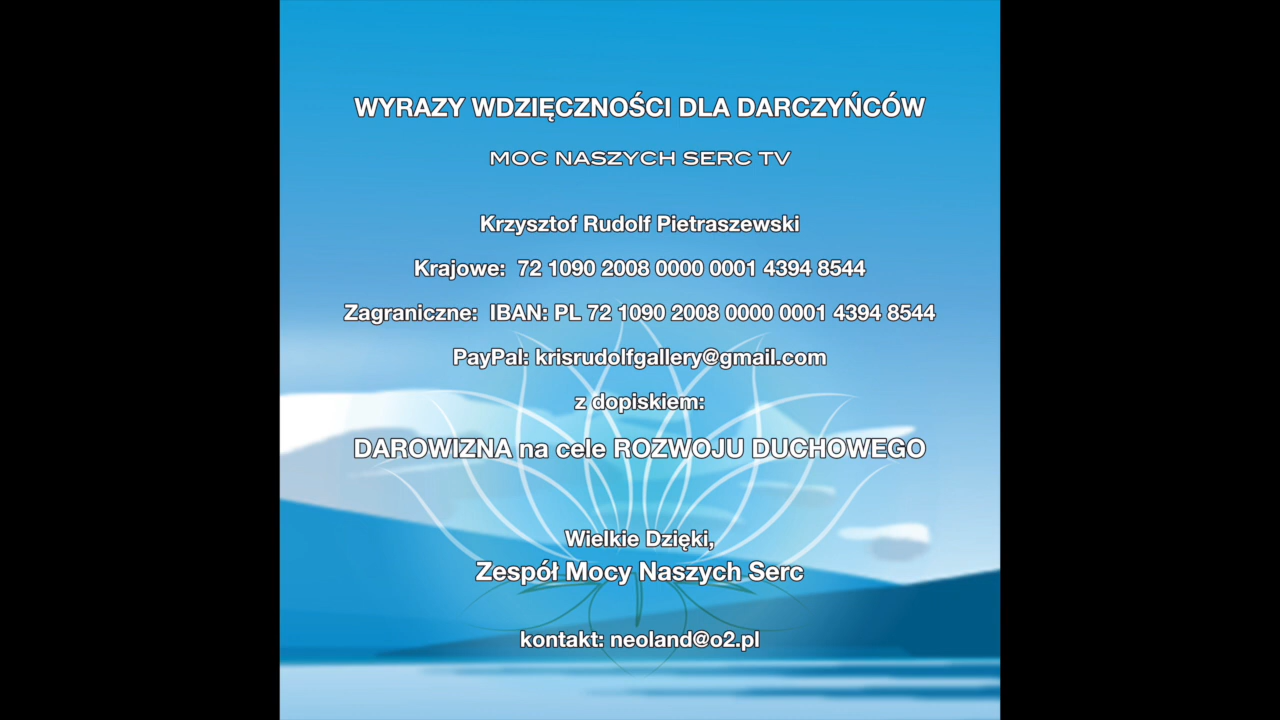 WYRAZY WDZIĘCZNOŚCI DLA DARCZYŃCÓW
MOC NASZYCH SERC TV
Krzysztof Rudolf Pietraszewski
Krajowe: 72 1090 2008 0000 0001 4394 8544
Zagraniczne: IBAN: PL 72 1090 2008 0000 0001 4394 8544
PayPal: krisrudolfgallery@gmail.com
z dopiskiem:
DAROWIZNA na cele ROZWOJU DUCHOWEGO
Wielkie Dzięki,
Zespół Mocy Naszych Serc
kontakt: neoland@o2.pl